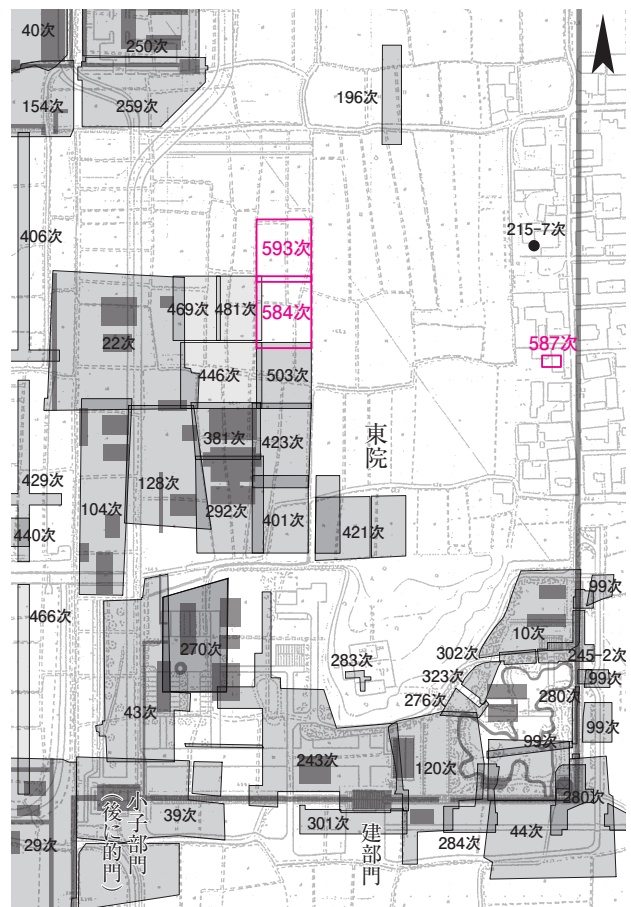 40次
250次
154次
259次
196次
406次
215-7次
593次
469次
481次
584次
22次
587次
446次
503次
381次
423次
東院
429次
128次
104次
292次
401次
421次
440次
466次
99次
10次
270次
302次
245-2次
283次
323次
99次
276次
280次
43次
99次
99次
243次
120次
小子部門
（後に的門）
39次
280次
301次
建部門
44次
29次
284次